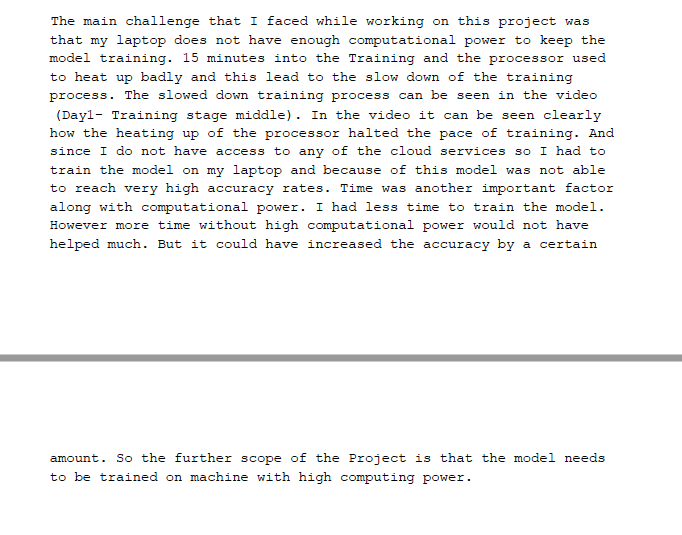 The main challenge that I faced while working on this project was
that my laptop does not have enough computational power to keep the
model training. 15 minutes into the Training and the processor used
to heat up badly and this lead to the slow down of the training
process. The slowed down training process can be seen in the video
(Day1- Training stage middle). In the video it can be seen clearly
how the heating up of the processor halted the pace of training. And
since I do not have access to any of the cloud services so I had to
train the model on my laptop and because of this model was not able
to reach very high accuracy rates. Time was another important factor
along with computational power. I had less time to train the model.
However more time without high computational power would not have
helped much. But it could have increased the accuracy by a certain
amount. So the further scope of the Project is that the model needs
to be trained on machine with high computing power.